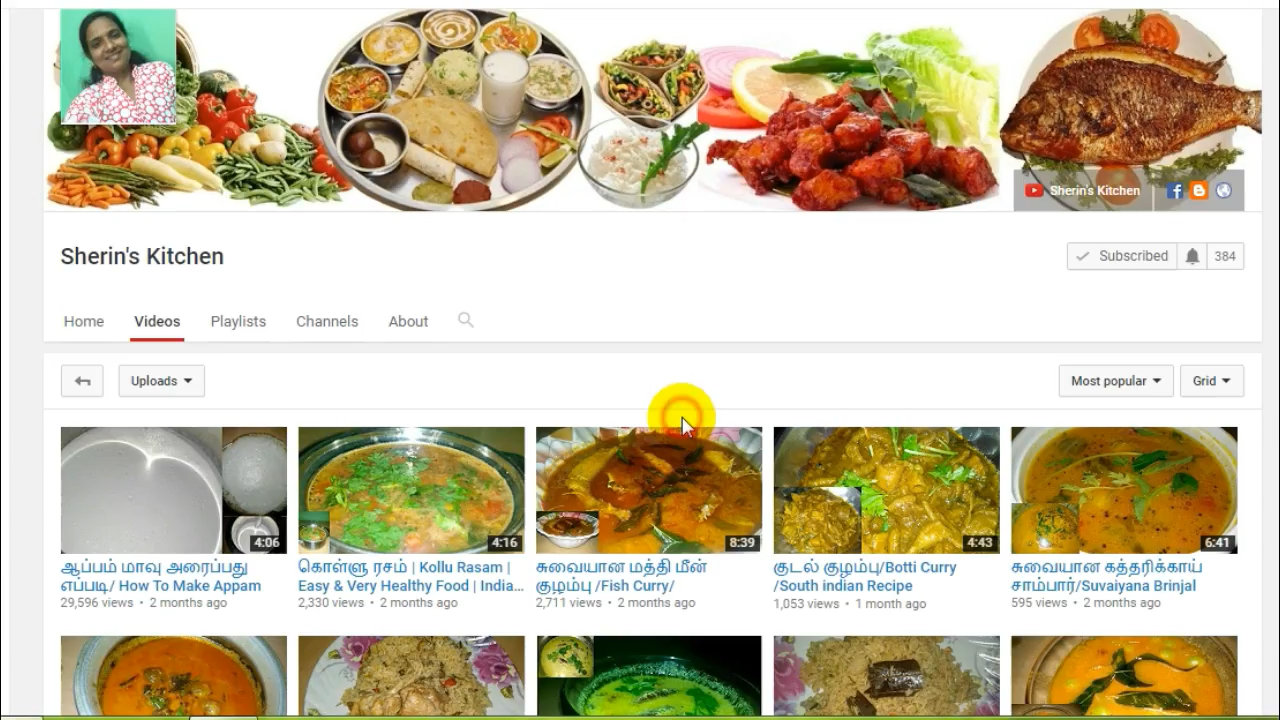 Sherin's Kitchen
Sherin's Kitchen
Subscribed 384
Home Videos Playlists Channels About
Uploads Most popular Grid
4:06 4:16 8:39 4:43 6:41
ஆப்பம் மாவு அரைப்பது
எப்படி/ How To Make Appam
29,596 views • 2 months ago
கொள்ளு ரசம் | Kollu Rasam |
Easy & Very Healthy Food | India...
2,330 views • 2 months ago
சுவையான மத்தி மீன்
குழம்பு /Fish Curry/
2,711 views • 2 months ago
குடல் குழம்பு/Botti Curry
/South indian Recipe
1,053 views • 1 month ago
சுவையான கத்தரிக்காய்
சாம்பார்/Suvaiyana Brinjal
595 views • 2 months ago